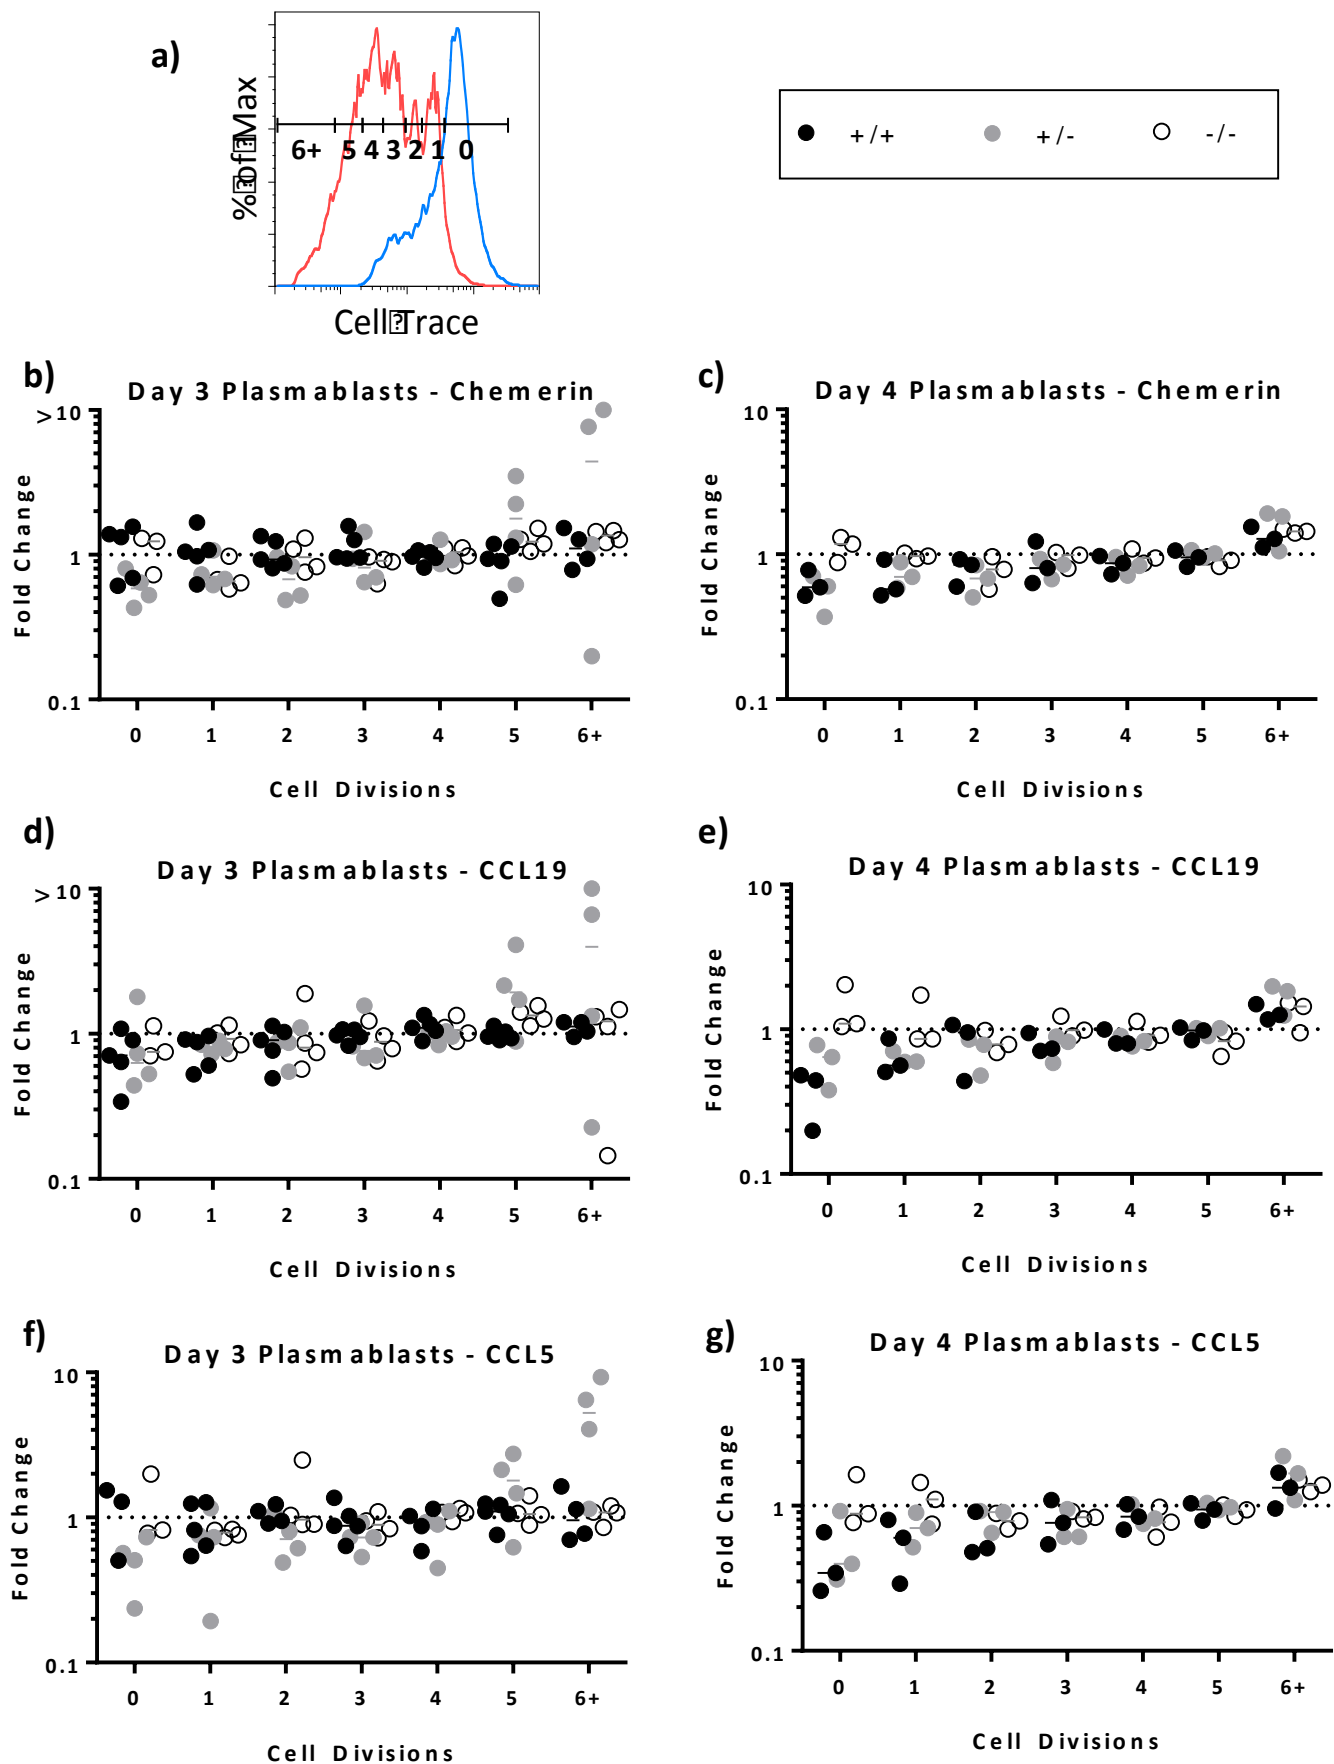 a)
% of Max
6+ 5 4 3 2 1 0
Cell Trace
+/+ +/- -/-
b)
Day 3 Plasmablasts - Chemerin
>10
1
0.1
Fold Change
0 1 2 3 4 5 6+
Cell Divisions
c)
Day 4 Plasmablasts - Chemerin
10
1
0.1
Fold Change
0 1 2 3 4 5 6+
Cell Divisions
d)
Day 3 Plasmablasts - CCL19
>10
1
0.1
Fold Change
0 1 2 3 4 5 6+
Cell Divisions
e)
Day 4 Plasmablasts - CCL19
10
1
0.1
Fold Change
0 1 2 3 4 5 6+
Cell Divisions
f)
Day 3 Plasmablasts - CCL5
10
1
0.1
Fold Change
0 1 2 3 4 5 6+
Cell Divisions
g)
Day 4 Plasmablasts - CCL5
10
1
0.1
Fold Change
0 1 2 3 4 5 6+
Cell Divisions